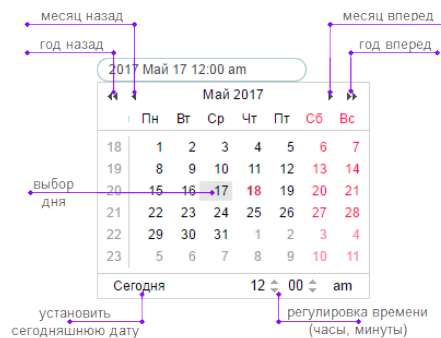 месяц назад
месяц вперед
год назад
год вперед
2017 Май 17 12:00 am
Май 2017
Пн Вт Ср Чт Пт Сб Вс
18 1 2 3 4 5 6 7
19 8 9 10 11 12 13 14
выбор дня
20 15 16 17 18 19 20 21
21 22 23 24 25 26 27 28
22 29 30 31 1 2 3 4
23 5 6 7 8 9 10 11
Сегодня 12 00 am
установить
сегодняшнюю дату
регулировка времени
(часы, минуты)